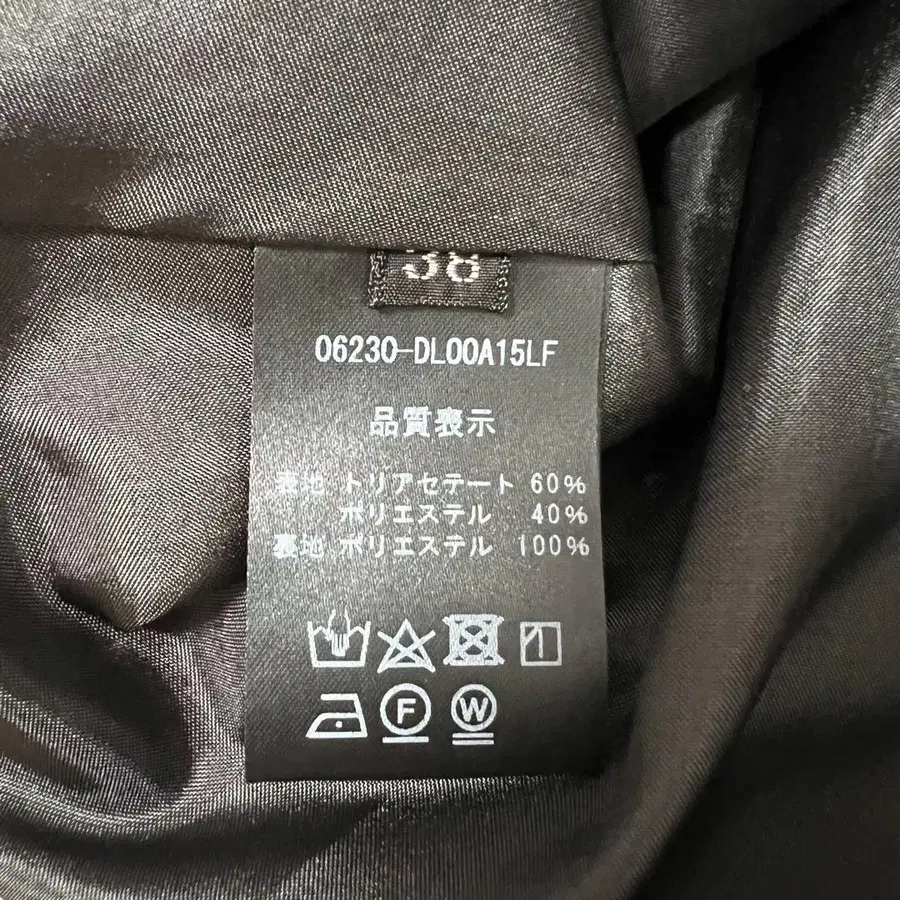 38
06230-DL00A15LF
品質表示
表地 トリアセテート 60%
ポリエステル 40%
裏地 ポリエステル 100%
F W